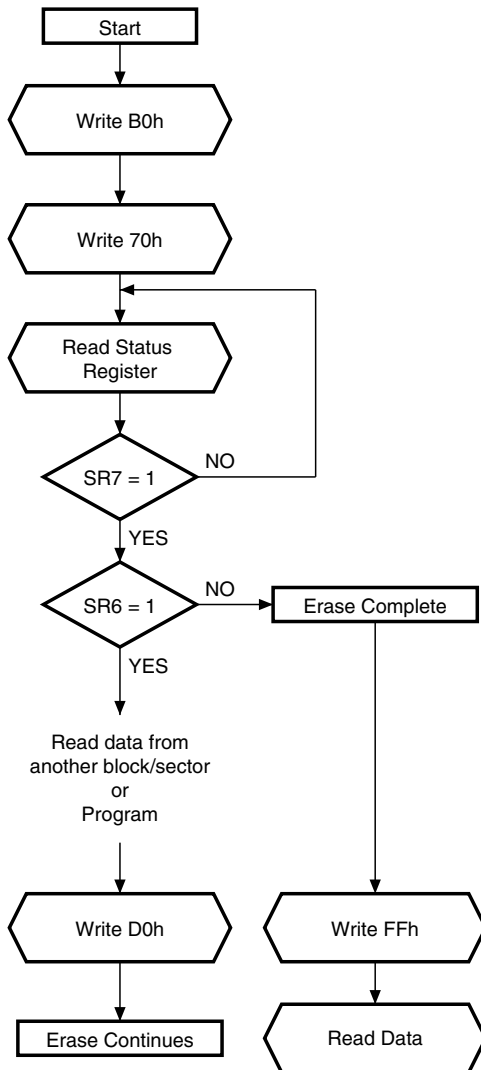 Start
Write B0h
Write 70h
Read Status
Register
SR7 = 1
NO
YES
SR6 = 1
NO
Erase Complete
YES
Read data from
another block/sector
or
Program
Write D0h
Write FFh
Erase Continues
Read Data